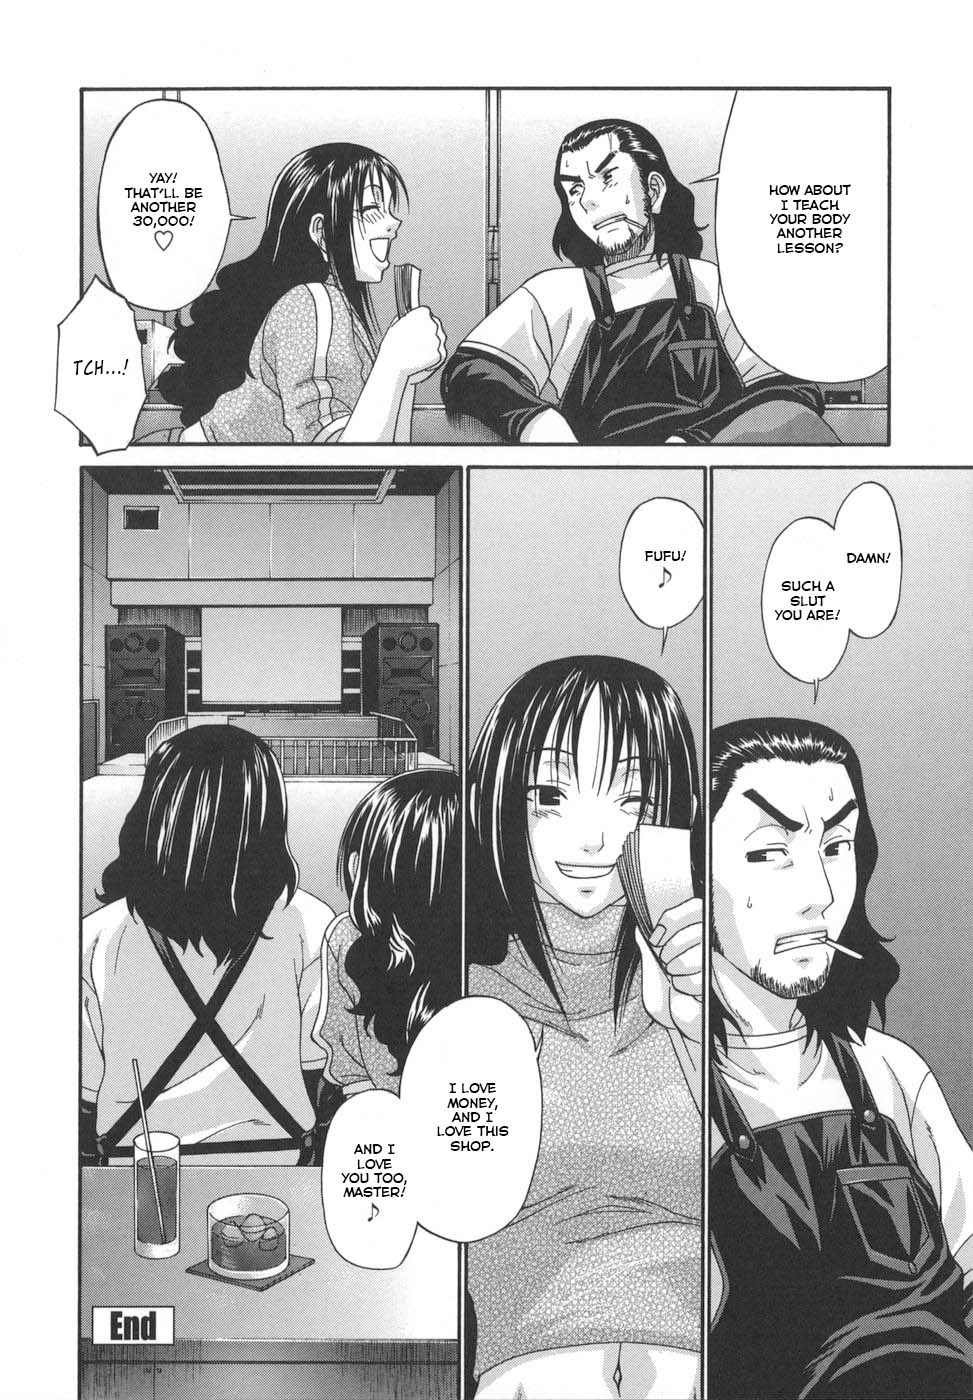 HOW ABOUT
I TEACH
YOUR BODY
ANOTHER
LESSON?
YAY!
THAT'LL BE
ANOTHER
30,000!
♡
TCH...!
DAMN!
SUCH A
SLUT
YOU ARE!
FUFU!
♪
I LOVE
MONEY,
AND I
LOVE THIS
SHOP.
AND I
LOVE
YOU TOO,
MASTER!
♪
End